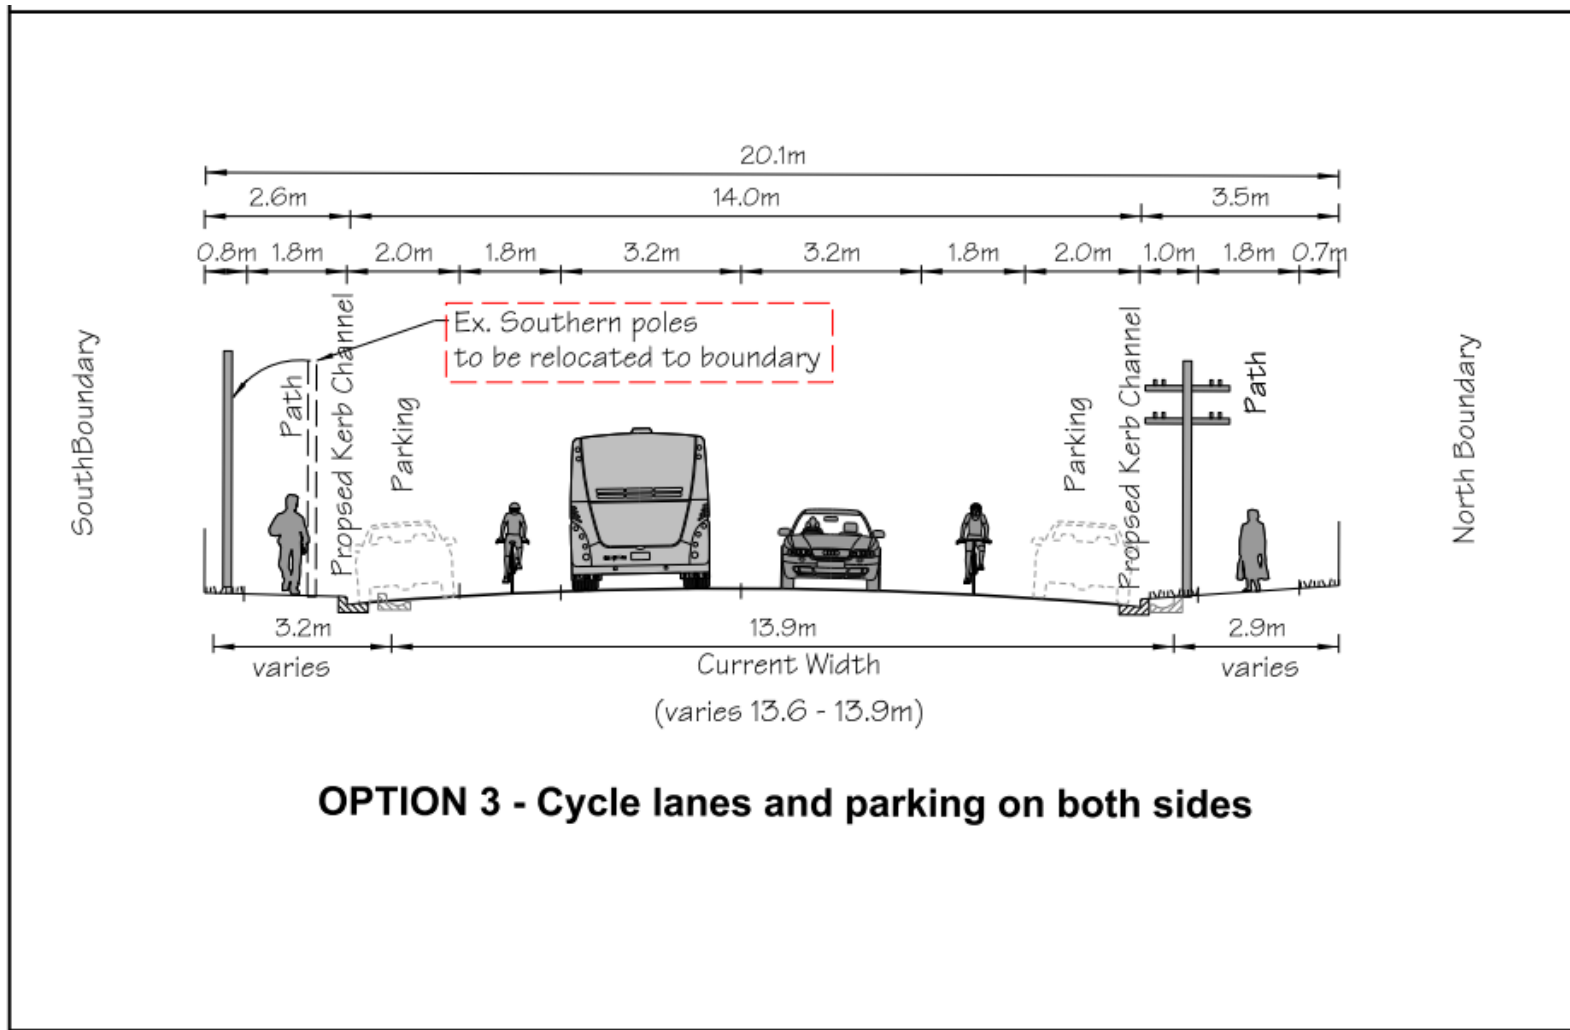 20.1m
2.6m 14.0m 3.5m
0.8m 1.8m 2.0m 1.8m 3.2m 3.2m 1.8m 2.0m 1.0m 1.8m 0.7m
SouthBoundary
Path
Propsed Kerb Channel
Parking
Ex. Southern poles
to be relocated to boundary
Parking
Propsed Kerb Channel
Path
North Boundary
3.2m 13.9m 2.9m
varies Current Width varies
(varies 13.6 - 13.9m)
OPTION 3 - Cycle lanes and parking on both sides